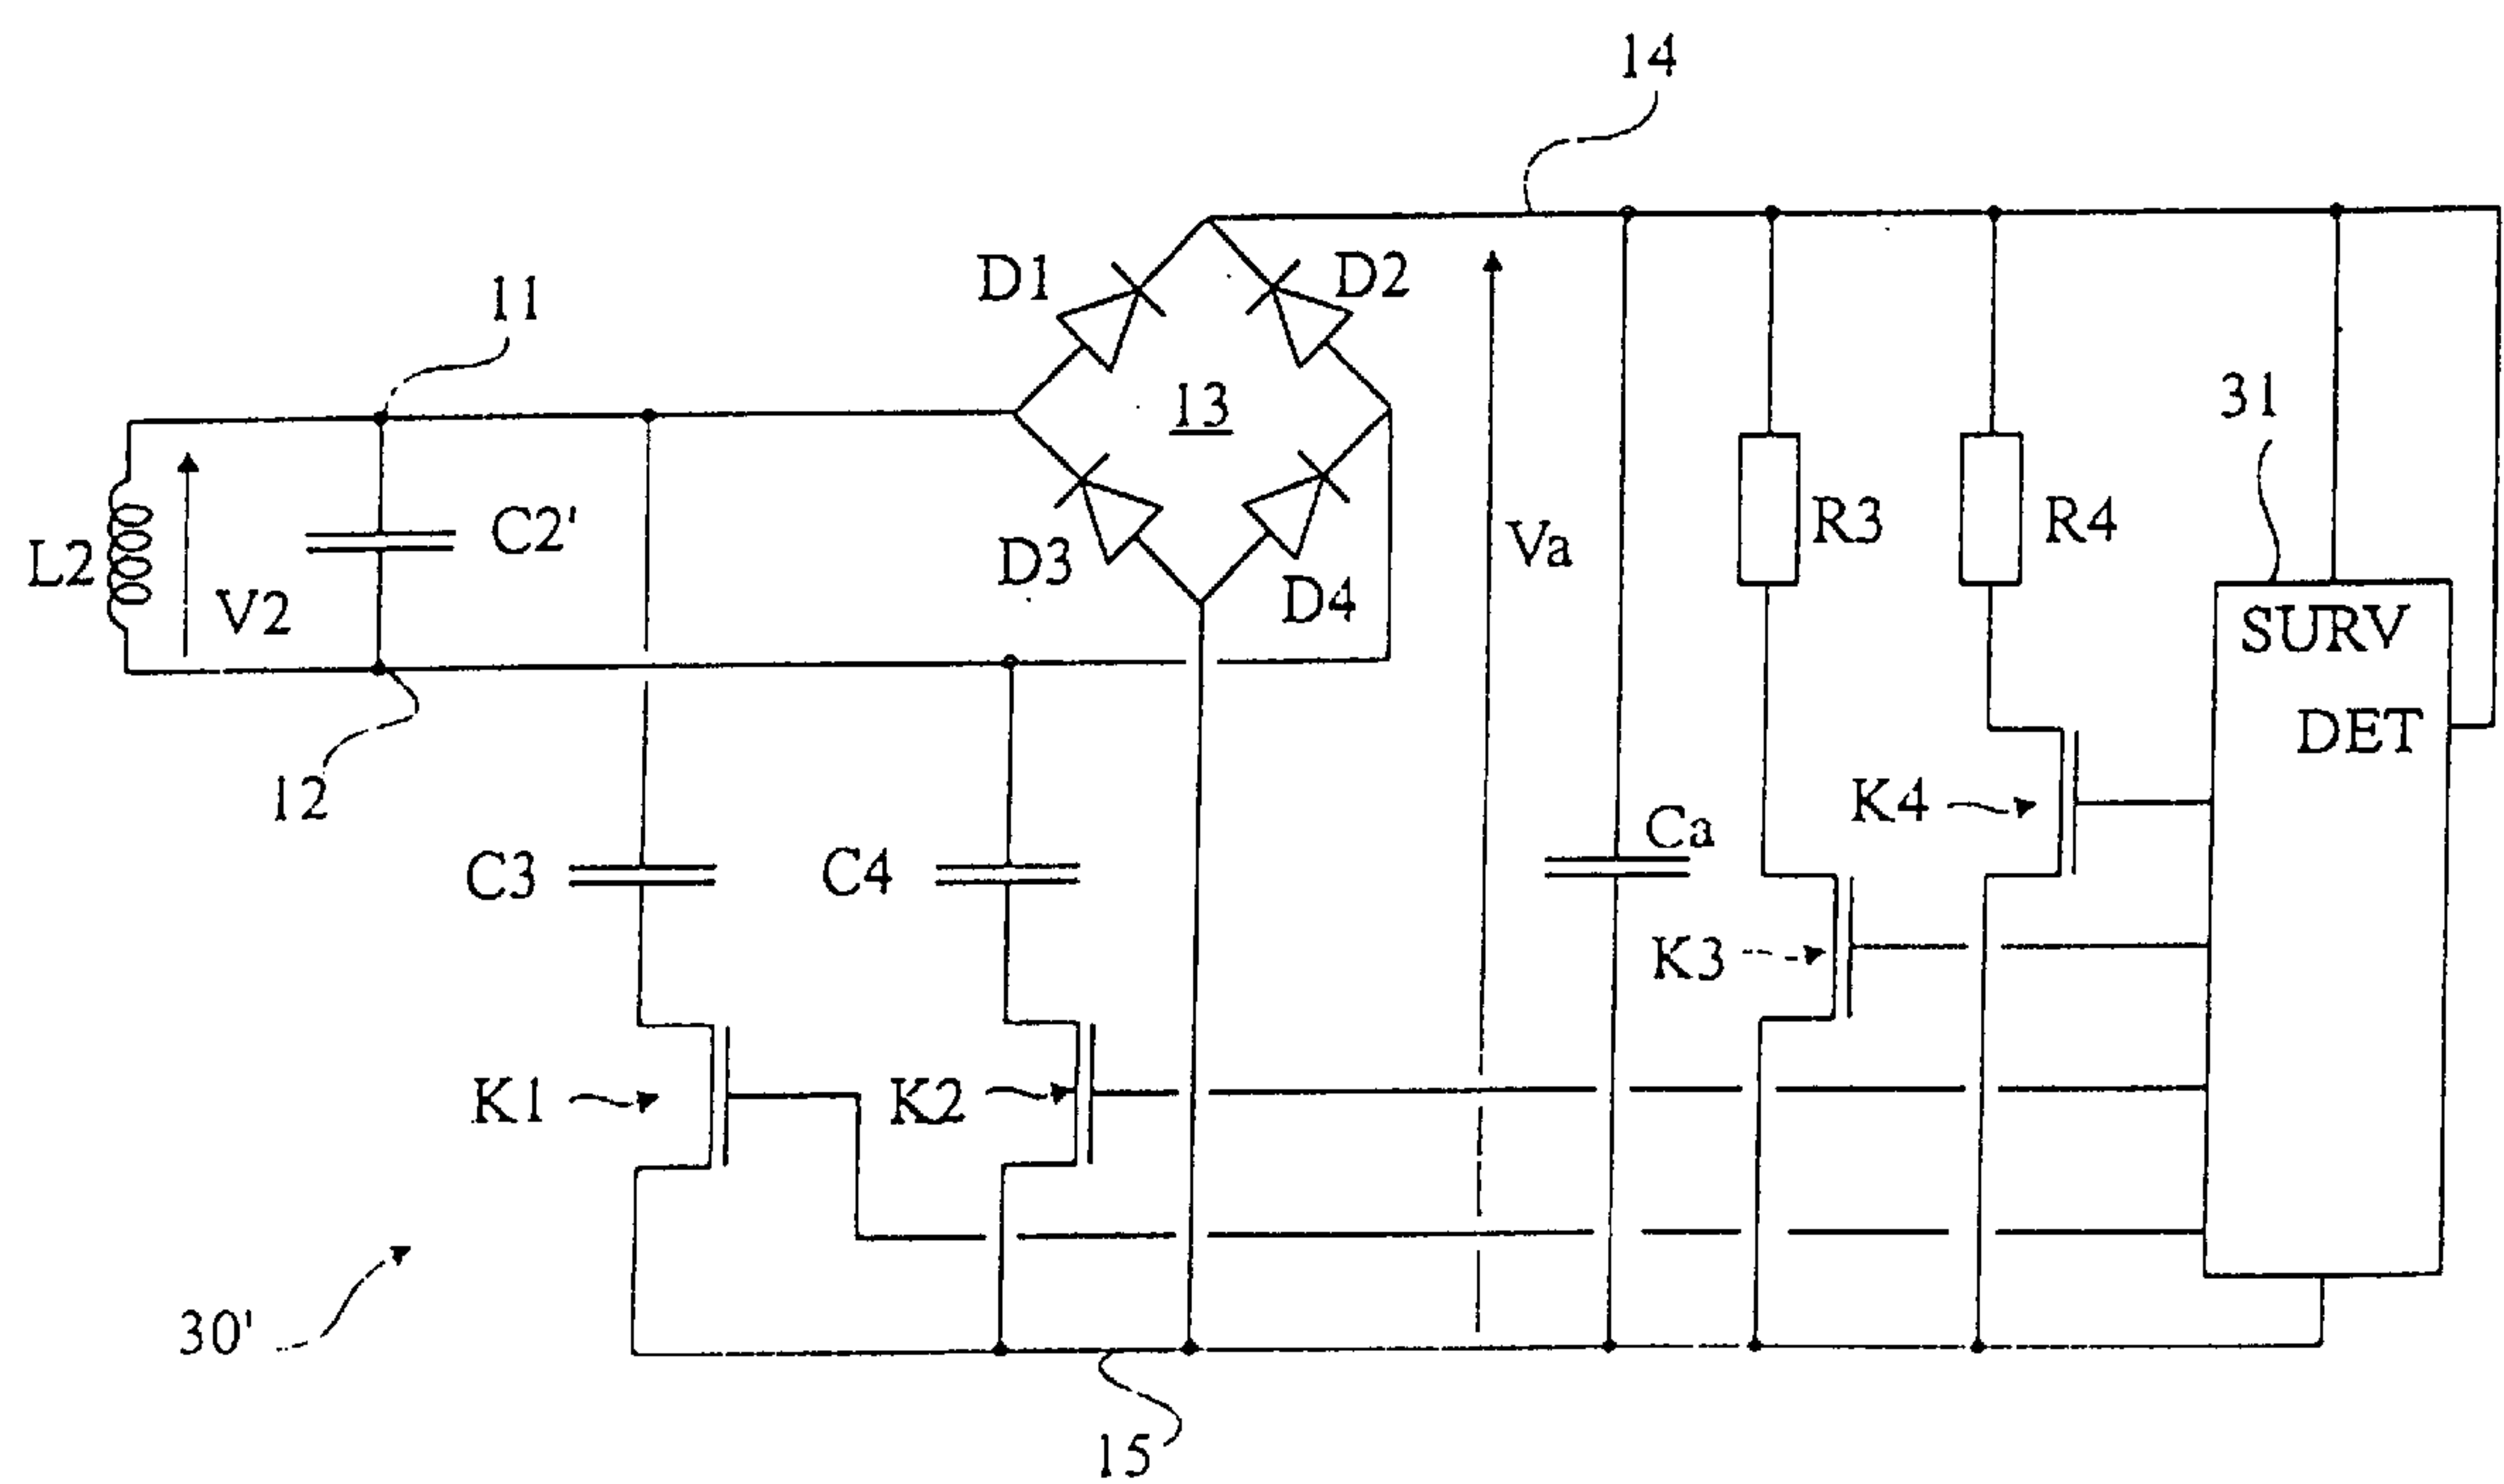 14
11
D1
D2
13
31
L2
V2
C2'
D3
D4
Va
R3
R4
SURV
DET
12
C3
C4
Ca
K4
K3
K1
K2
30'
15